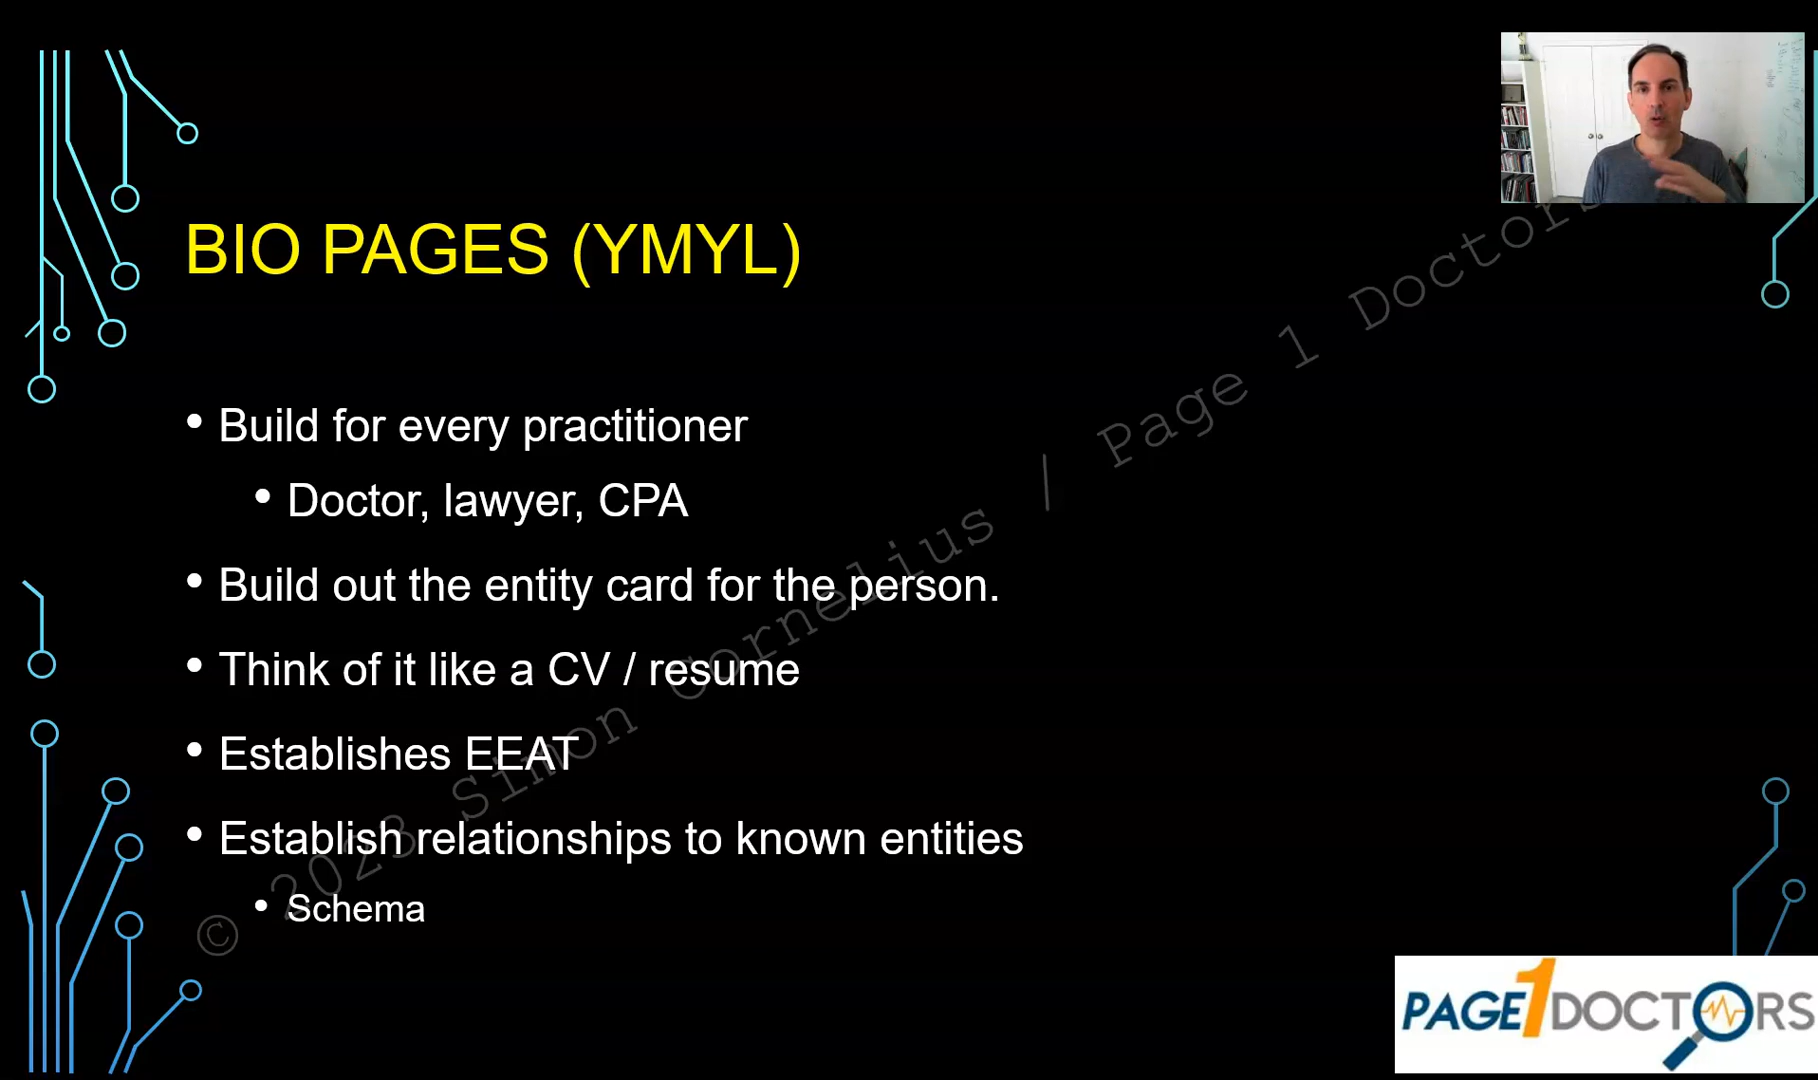 BIO PAGES (YMYL)
• Build for every practitioner
• Doctor, lawyer, CPA
• Build out the entity card for the person.
• Think of it like a CV / resume
• Establishes EEAT
• Establish relationships to known entities
• Schema
© 2023 Simon Cornelius / Page 1 Doctors
PAGE1DOCTORS